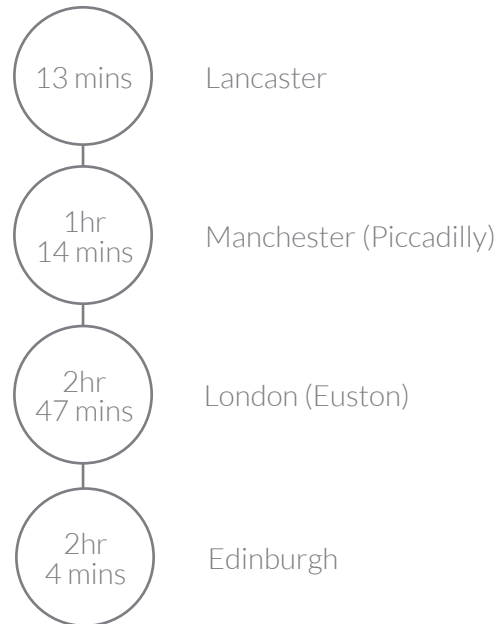 13 mins
Lancaster
1hr
14 mins
Manchester (Piccadilly)
2hr
47 mins
London (Euston)
2hr
4 mins
Edinburgh